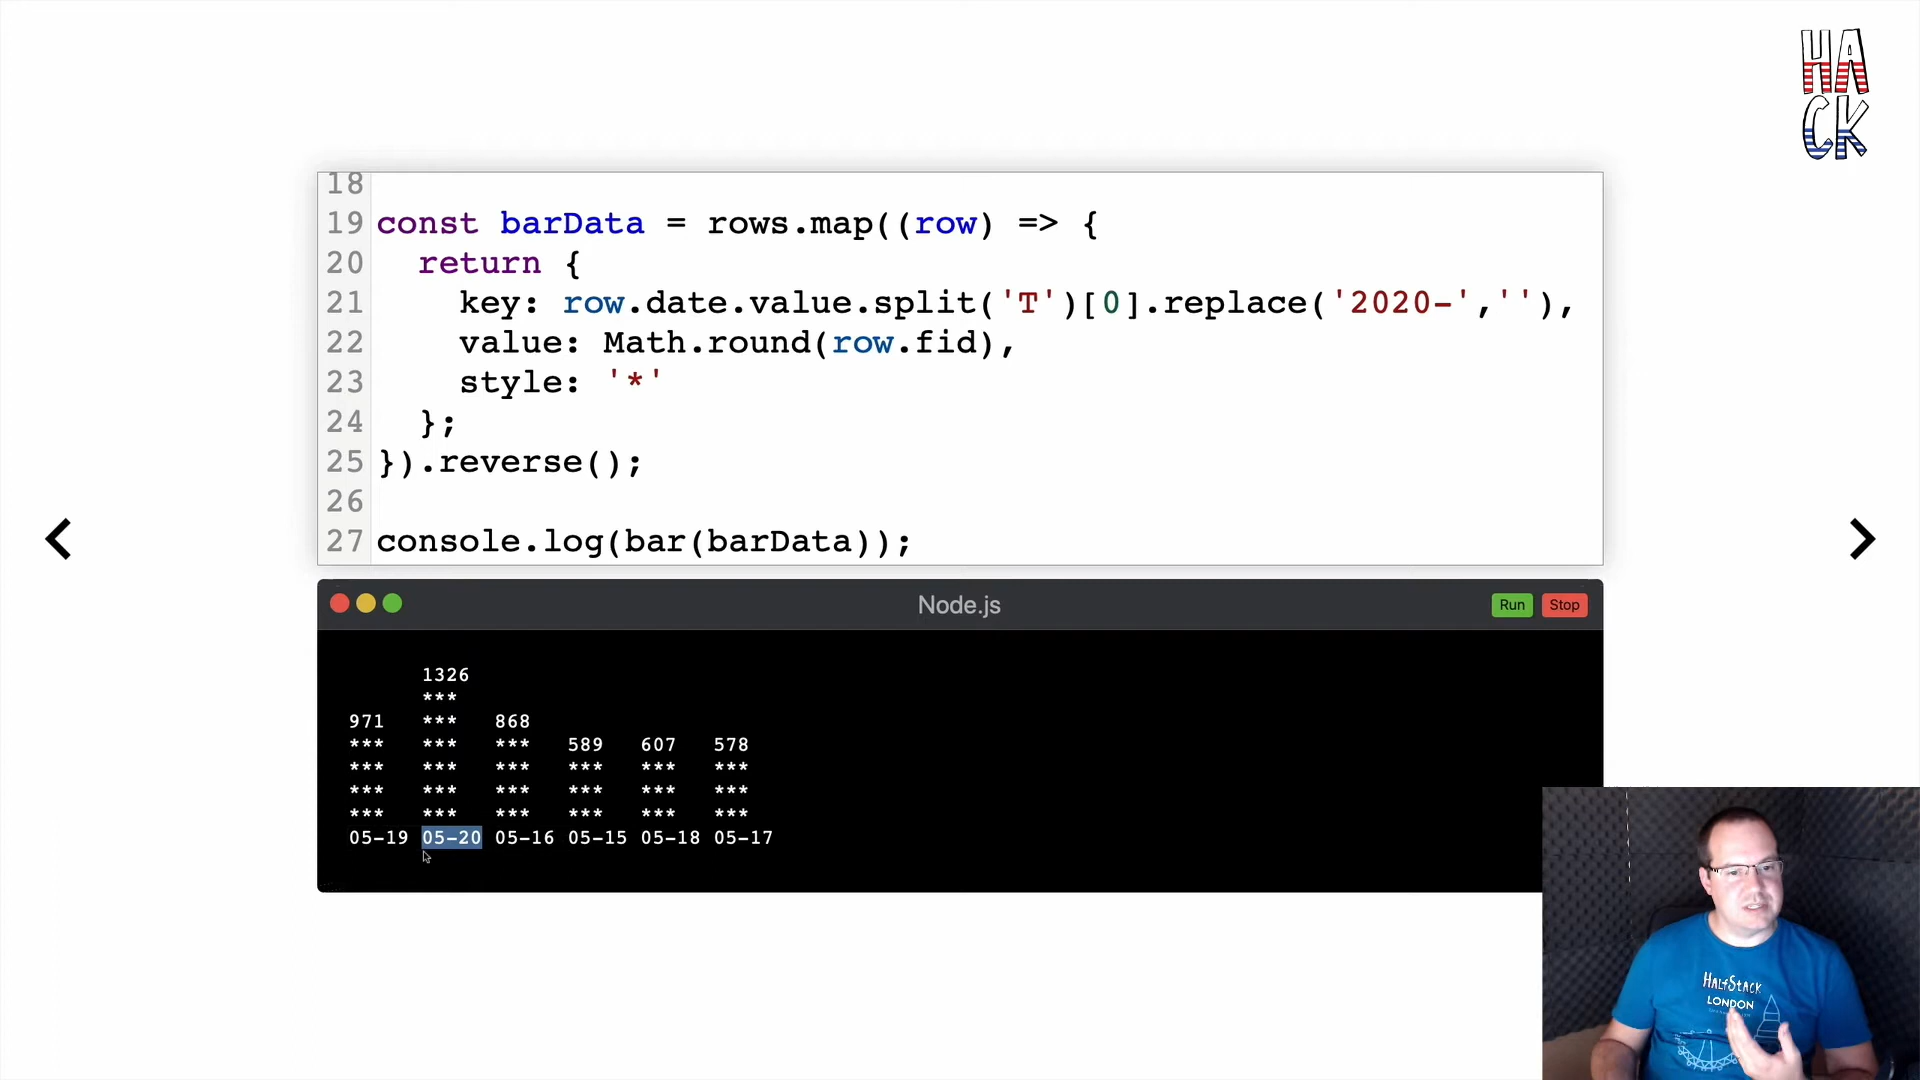 HA
CK
18
19 const barData = rows.map((row) => {
20 return {
21 key: row.date.value.split('T')[0].replace('2020-',''),
22 value: Math.round(row.fid),
23 style: '*'
24 };
25 }).reverse();
26
27 console.log(bar(barData));
Node.js
Run Stop
1326
***
971 *** 868
*** *** *** 589 607 578
*** *** *** *** *** ***
*** *** *** *** *** ***
*** *** *** *** *** ***
05-19 05-20 05-16 05-15 05-18 05-17
HALFSTACK
LONDON